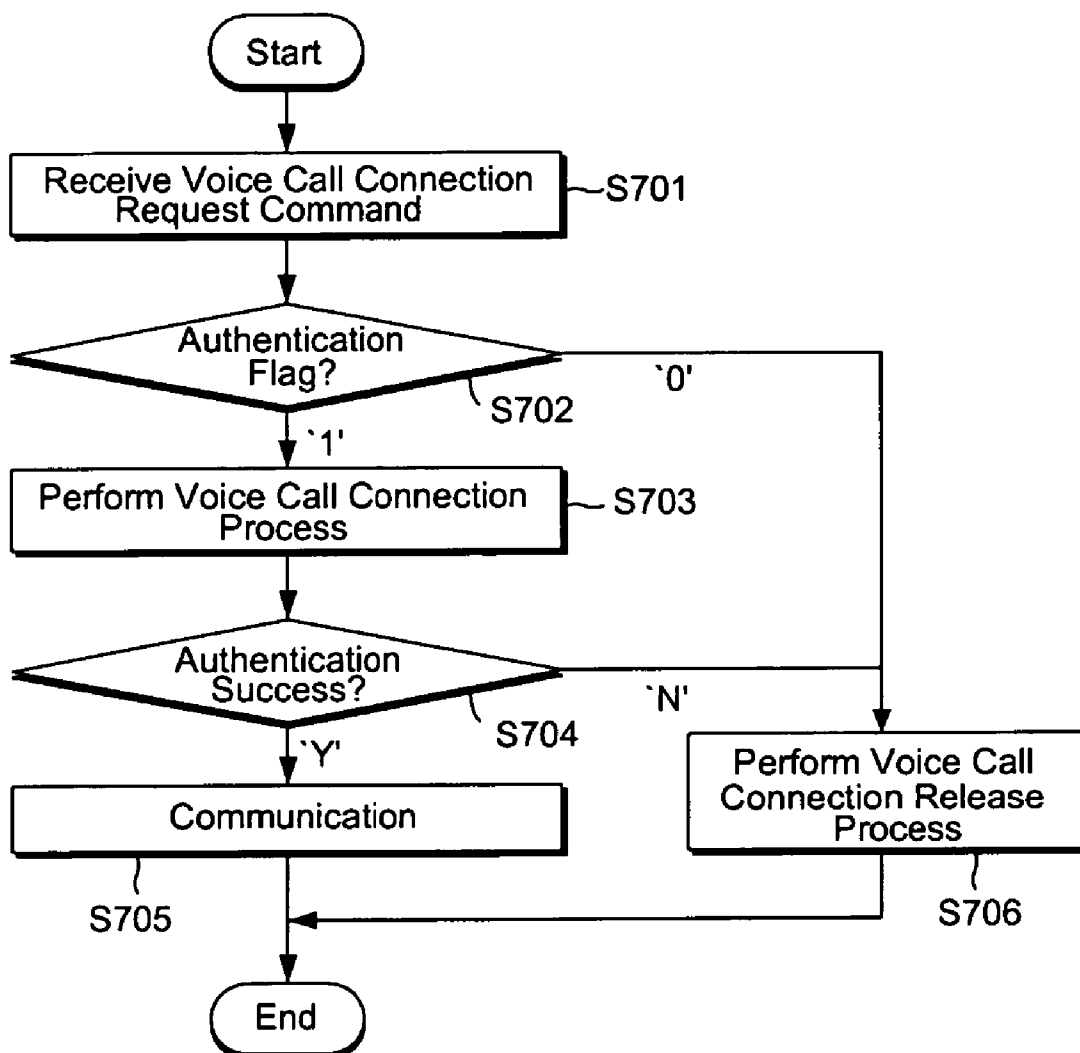 Start
Receive Voice Call Connection
Request Command
S701
Authentication
Flag?
S702
`0'
`1'
Perform Voice Call Connection
Process
S703
Authentication
Success?
S704
`N'
`Y'
Communication
S705
Perform Voice Call
Connection Release
Process
S706
End